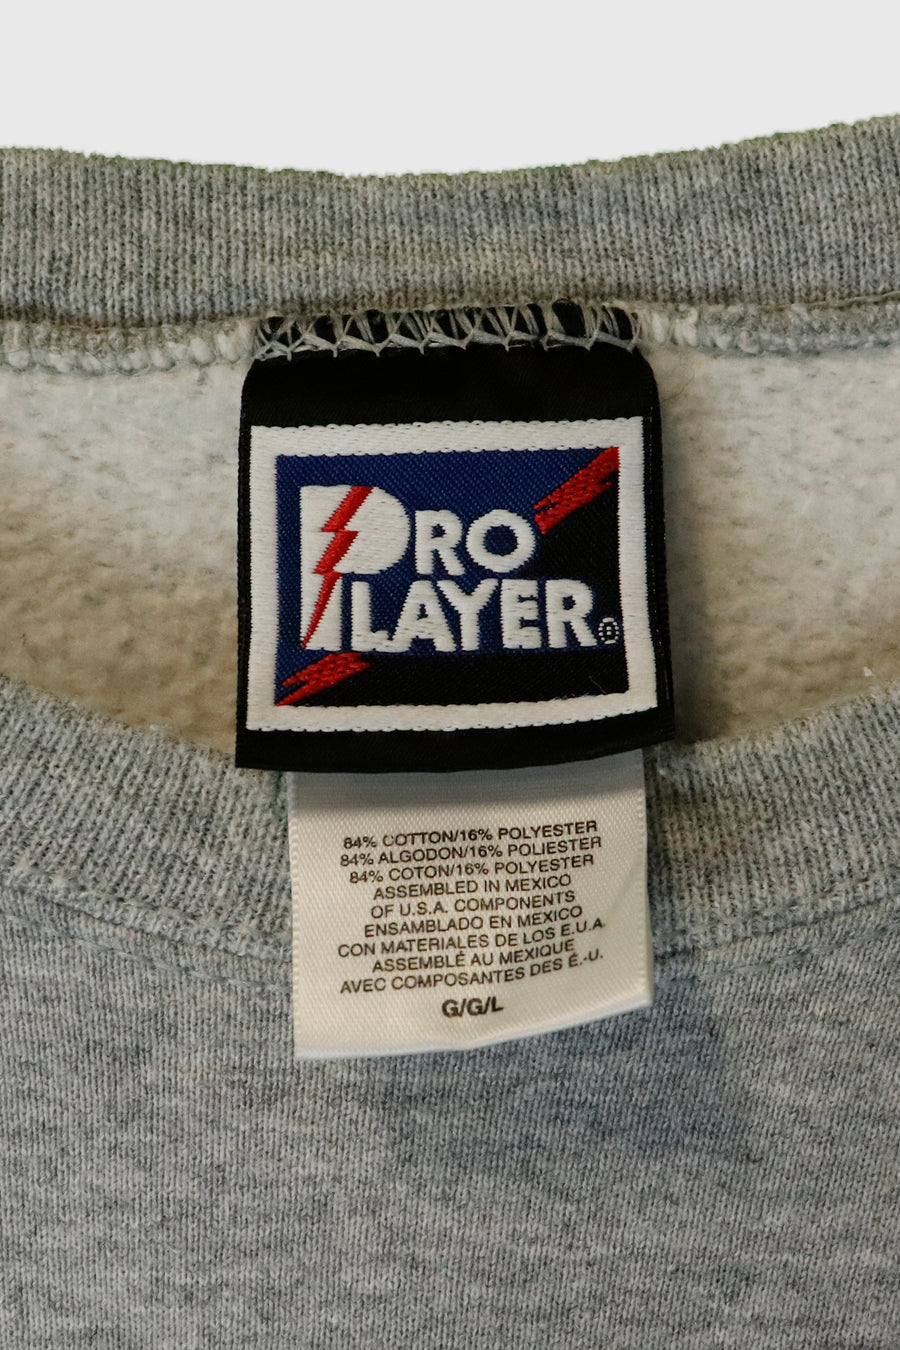 PRO
PLAYER®
84% COTTON/16% POLYESTER
84% ALGODON/16% POLIESTER
84% COTON/16% POLYESTER
ASSEMBLED IN MEXICO
OF U.S.A. COMPONENTS
ENSAMBLADO EN MEXICO
CON MATERIALES DE LOS E.U.A.
ASSEMBLÉ AU MEXIQUE
AVEC COMPOSANTES DES É.-U.
G/G/L